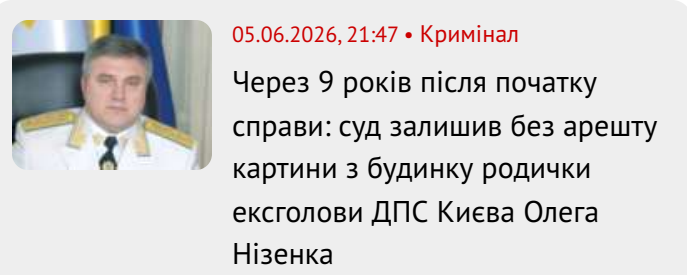 05.06.2026, 21:47 • Кримінал
Через 9 років після початку
справи: суд залишив без арешту
картини з будинку родички
ексголови ДПС Києва Олега
Нізенка